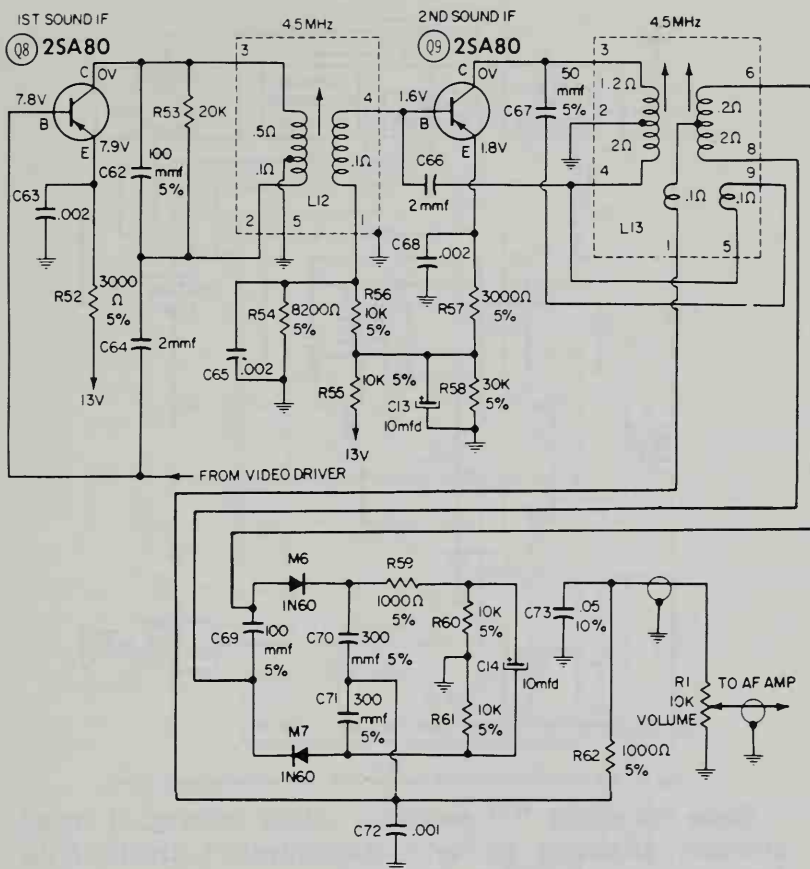 1ST SOUND IF
Q8 2SA80
4.5MHz
2ND SOUND IF
Q9 2SA80
4.5MHz
3
C
0V
7.8V
B
E
7.9V
R53
20K
C62
100
mmf
5%
C63
.002
R52
3000
Ω
5%
C64
2mmf
13V
FROM VIDEO DRIVER
.5Ω
.1Ω
.1Ω
L12
2
5
1
4
R54
8200Ω
5%
C65
.002
R56
10K
5%
R55
10K 5%
13V
C13
10mfd
1.6V
B
C
0V
E
1.8V
C66
2mmf
C68
.002
R57
3000Ω
5%
R58
30K
5%
50
mmf
5%
C67
3
1.2Ω
2
.2Ω
4
.2Ω
.2Ω
6
8
9
.1Ω
.1Ω
L13
1
5
M6
1N60
C69
100
mmf
5%
M7
1N60
R59
1000Ω
5%
C70
300
mmf 5%
C71
300
mmf
5%
R60
10K
5%
R61
10K
5%
C14
10mfd
C73
.05
10%
R62
1000Ω
5%
R1
10K
VOLUME
TO AF AMP
C72
.001